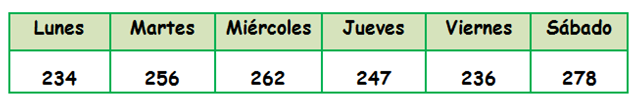 Lunes Martes Miércoles Jueves Viernes Sábado
234 256 262 247 236 278